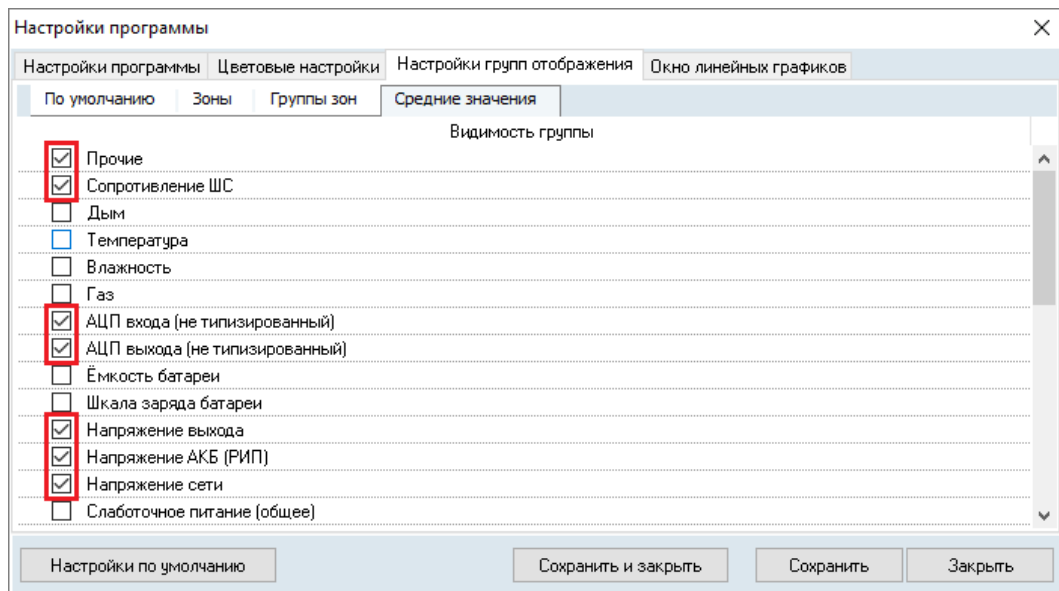 Настройки программы
Настройки программы Цветовые настройки Настройки групп отображения Окно линейных графиков
По умолчанию Зоны Группы зон Средние значения
Видимость группы
Прочие
Сопротивление ШС
Дым
Температура
Влажность
Газ
АЦП входа (не типизированный)
АЦП выхода (не типизированный)
Ёмкость батареи
Шкала заряда батареи
Напряжение выхода
Напряжение АКБ (РИП)
Напряжение сети
Слаботочное питание (общее)
Настройки по умолчанию Сохранить и закрыть Сохранить Закрыть